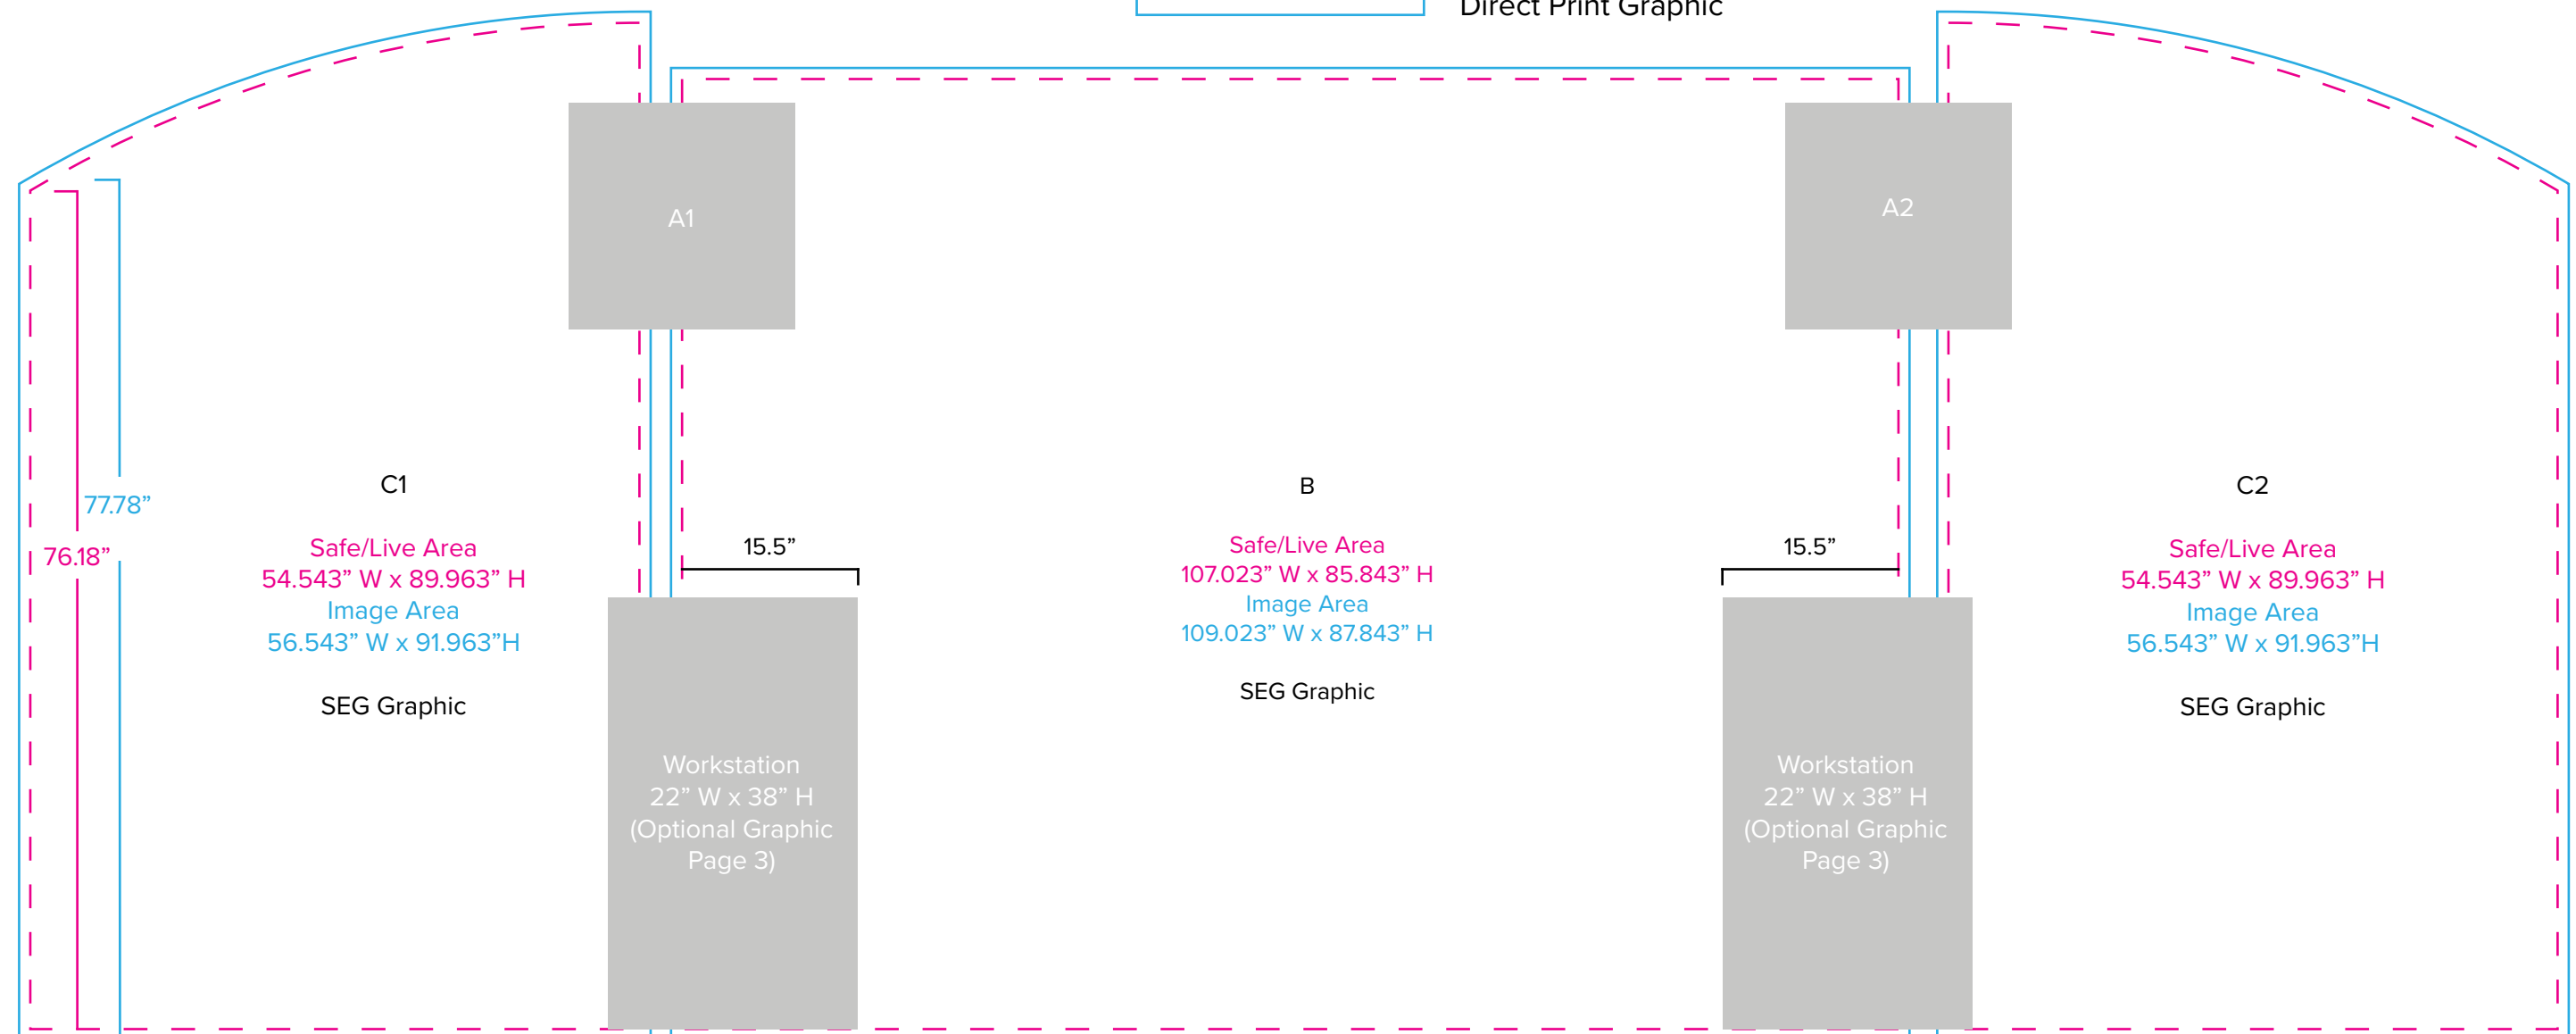 Direct Print Graphic
A1
A2
77.78”
76.18”
C1
Safe/Live Area
54.543” W x 89.963” H
Image Area
56.543” W x 91.963”H
SEG Graphic
15.5”
B
Safe/Live Area
107.023” W x 85.843” H
Image Area
109.023” W x 87.843” H
SEG Graphic
15.5”
C2
Safe/Live Area
54.543” W x 89.963” H
Image Area
56.543” W x 91.963”H
SEG Graphic
Workstation
22” W x 38” H
(Optional Graphic
Page 3)
Workstation
22” W x 38” H
(Optional Graphic
Page 3)